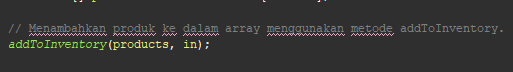 // Menambahkan produk ke dalam array menggunakan metode addToInventory.
addToInventory(products, in);